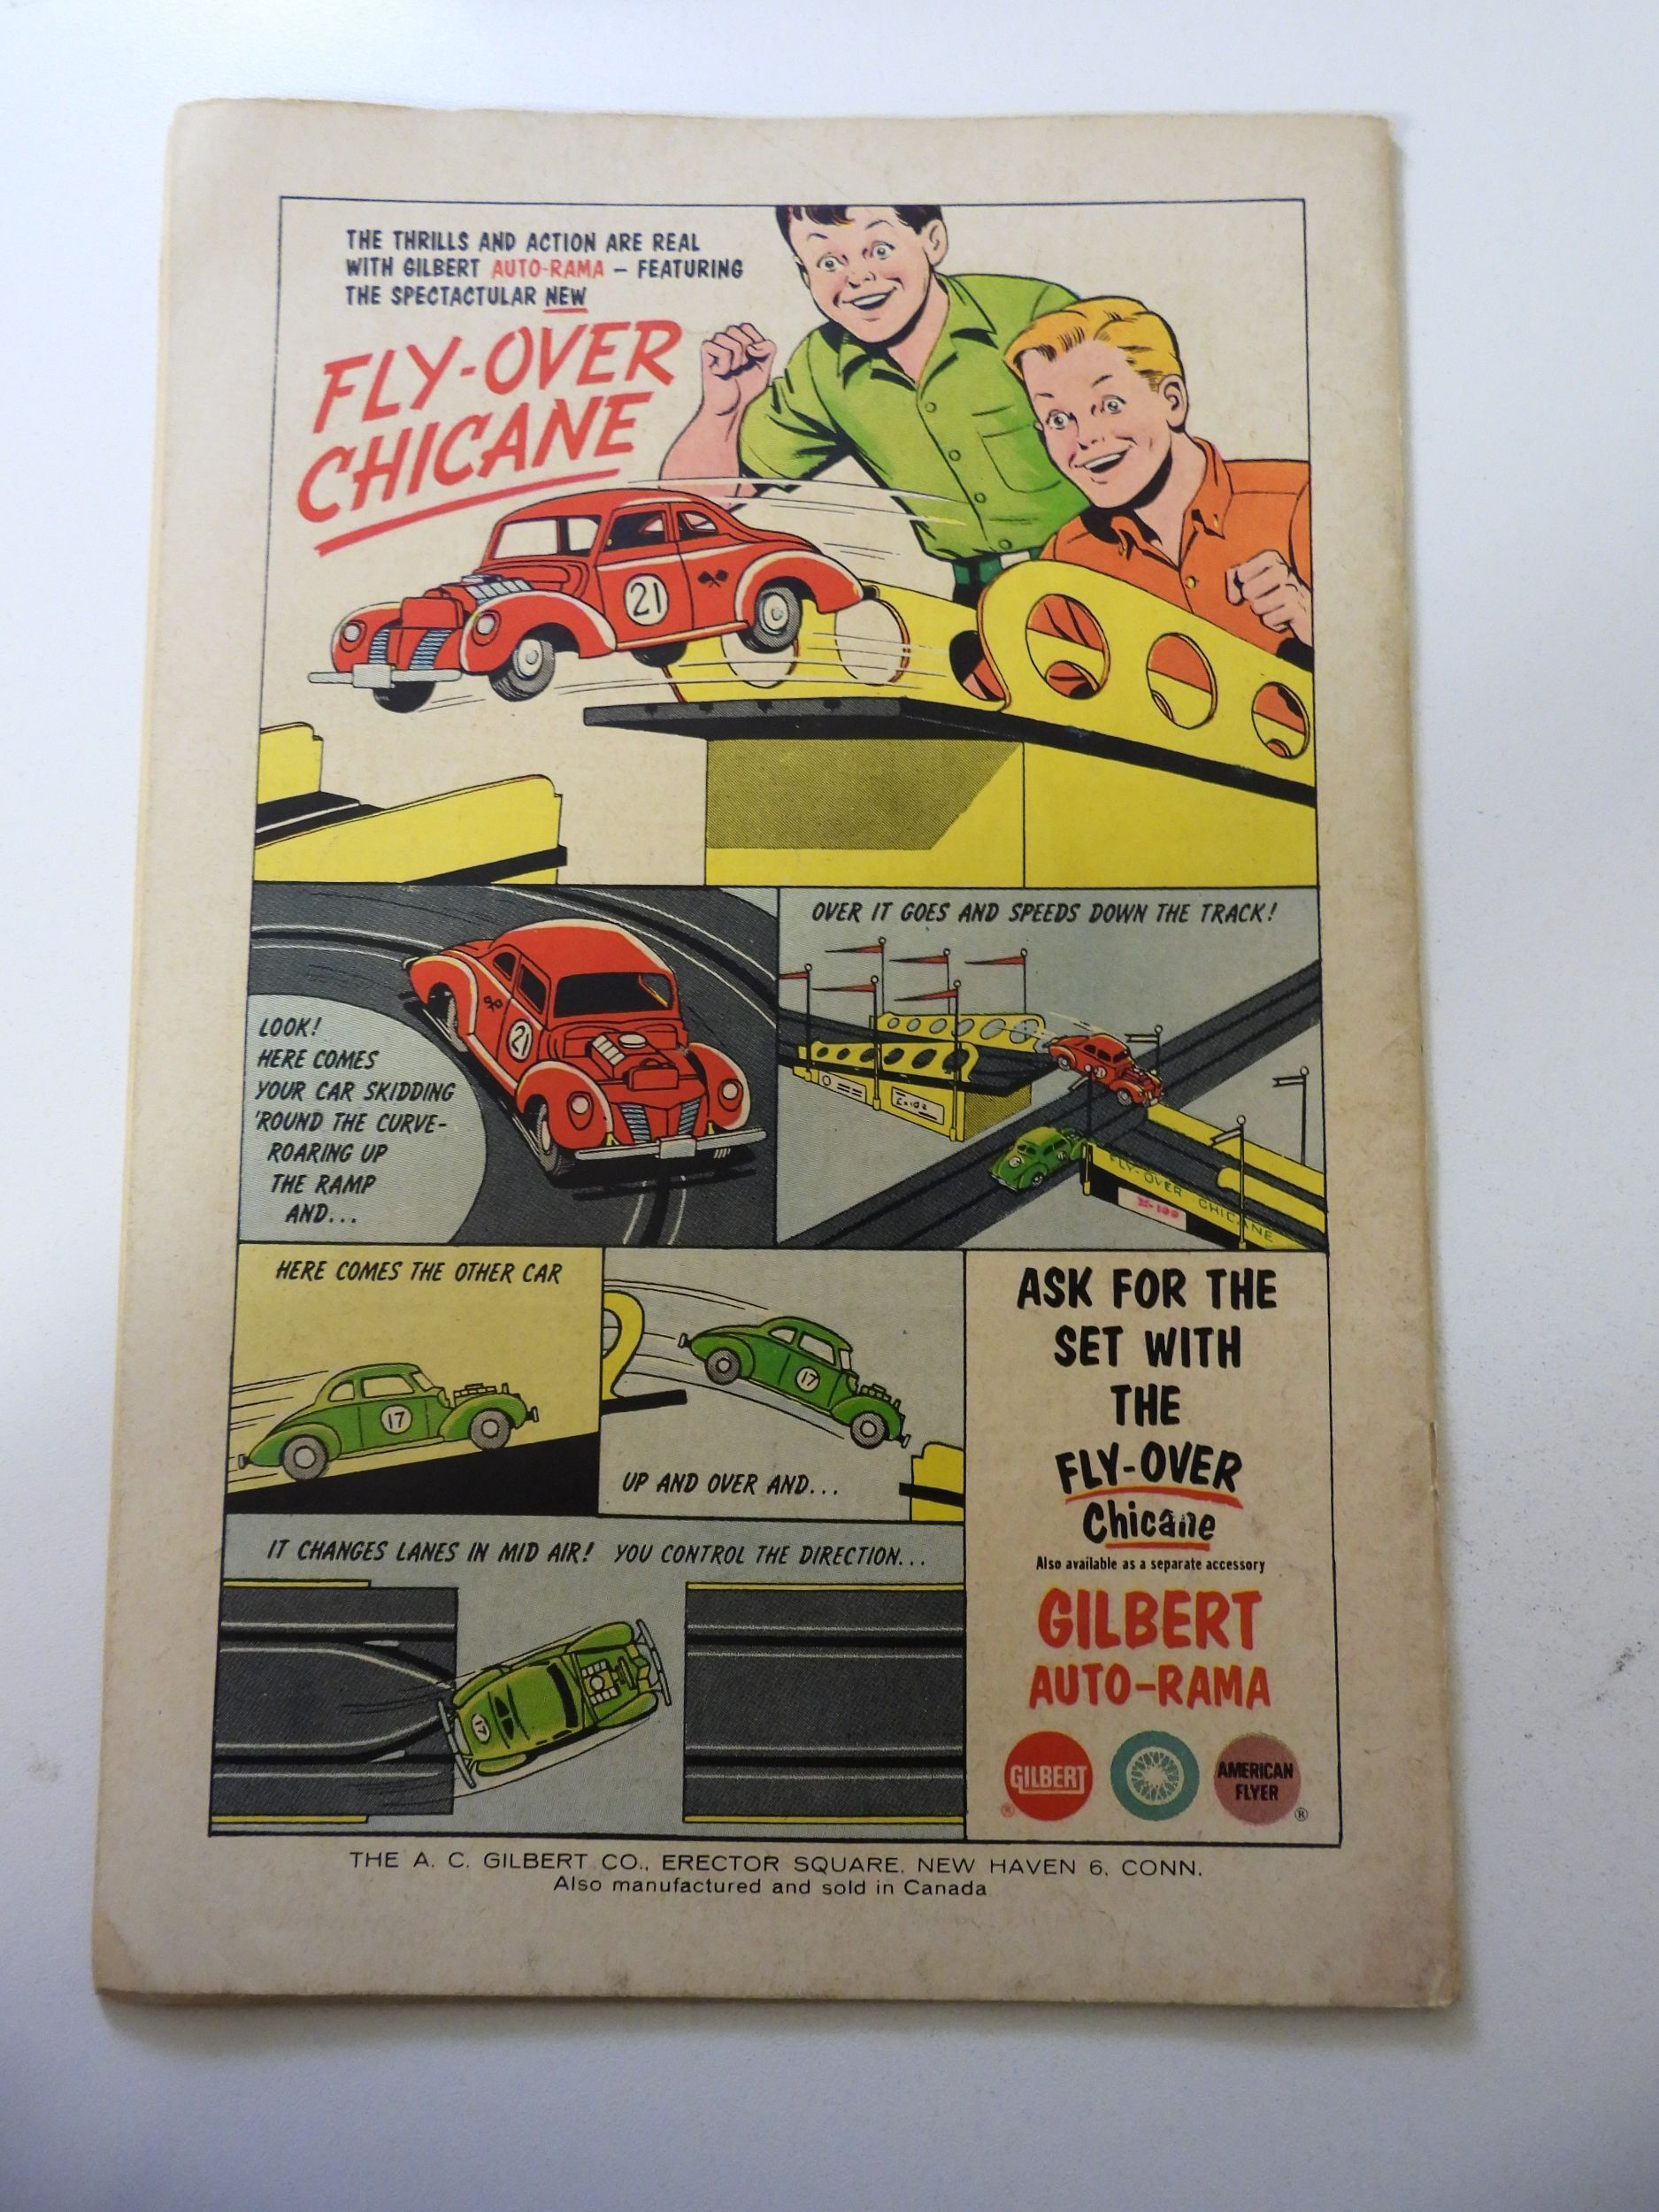 THE THRILLS AND ACTION ARE REAL
WITH GILBERT AUTO-RAMA – FEATURING
THE SPECTACTULAR NEW
FLY-OVER
CHICANE
21
LOOK!
HERE COMES
YOUR CAR SKIDDING
'ROUND THE CURVE-
ROARING UP
THE RAMP
AND...
21
OVER IT GOES AND SPEEDS DOWN THE TRACK!
21
FLY-OVER CHICANE
HERE COMES THE OTHER CAR
17
17
UP AND OVER AND...
IT CHANGES LANES IN MID AIR! YOU CONTROL THE DIRECTION...
17
ASK FOR THE
SET WITH
THE
FLY-OVER
Chicane
Also available as a separate accessory
GILBERT
AUTO-RAMA
GILBERT
®
AMERICAN
FLYER
®
THE A. C. GILBERT CO., ERECTOR SQUARE, NEW HAVEN 6, CONN.
Also manufactured and sold in Canada